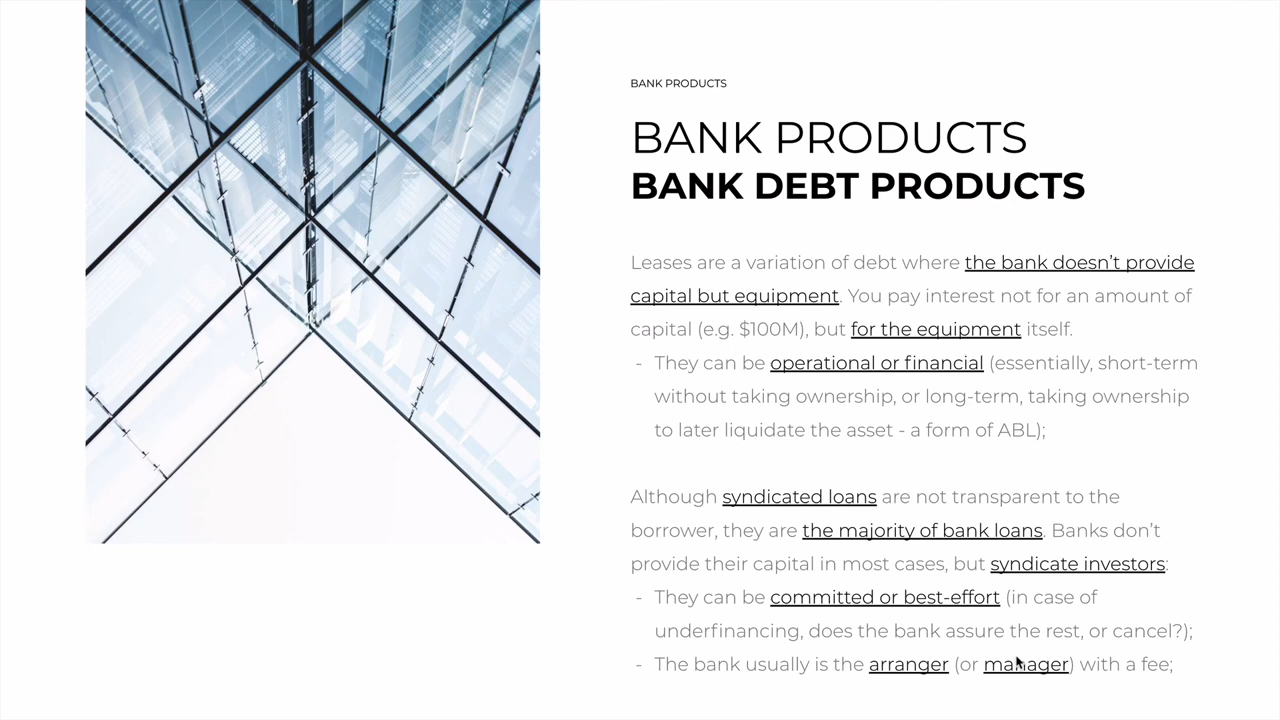 BANK PRODUCTS
BANK PRODUCTS
BANK DEBT PRODUCTS
Leases are a variation of debt where the bank doesn't provide
capital but equipment. You pay interest not for an amount of
capital (e.g. $100M), but for the equipment itself.
- They can be operational or financial (essentially, short-term
without taking ownership, or long-term, taking ownership
to later liquidate the asset - a form of ABL);
Although syndicated loans are not transparent to the
borrower, they are the majority of bank loans. Banks don't
provide their capital in most cases, but syndicate investors:
- They can be committed or best-effort (in case of
underfinancing, does the bank assure the rest, or cancel?);
- The bank usually is the arranger (or manager) with a fee;